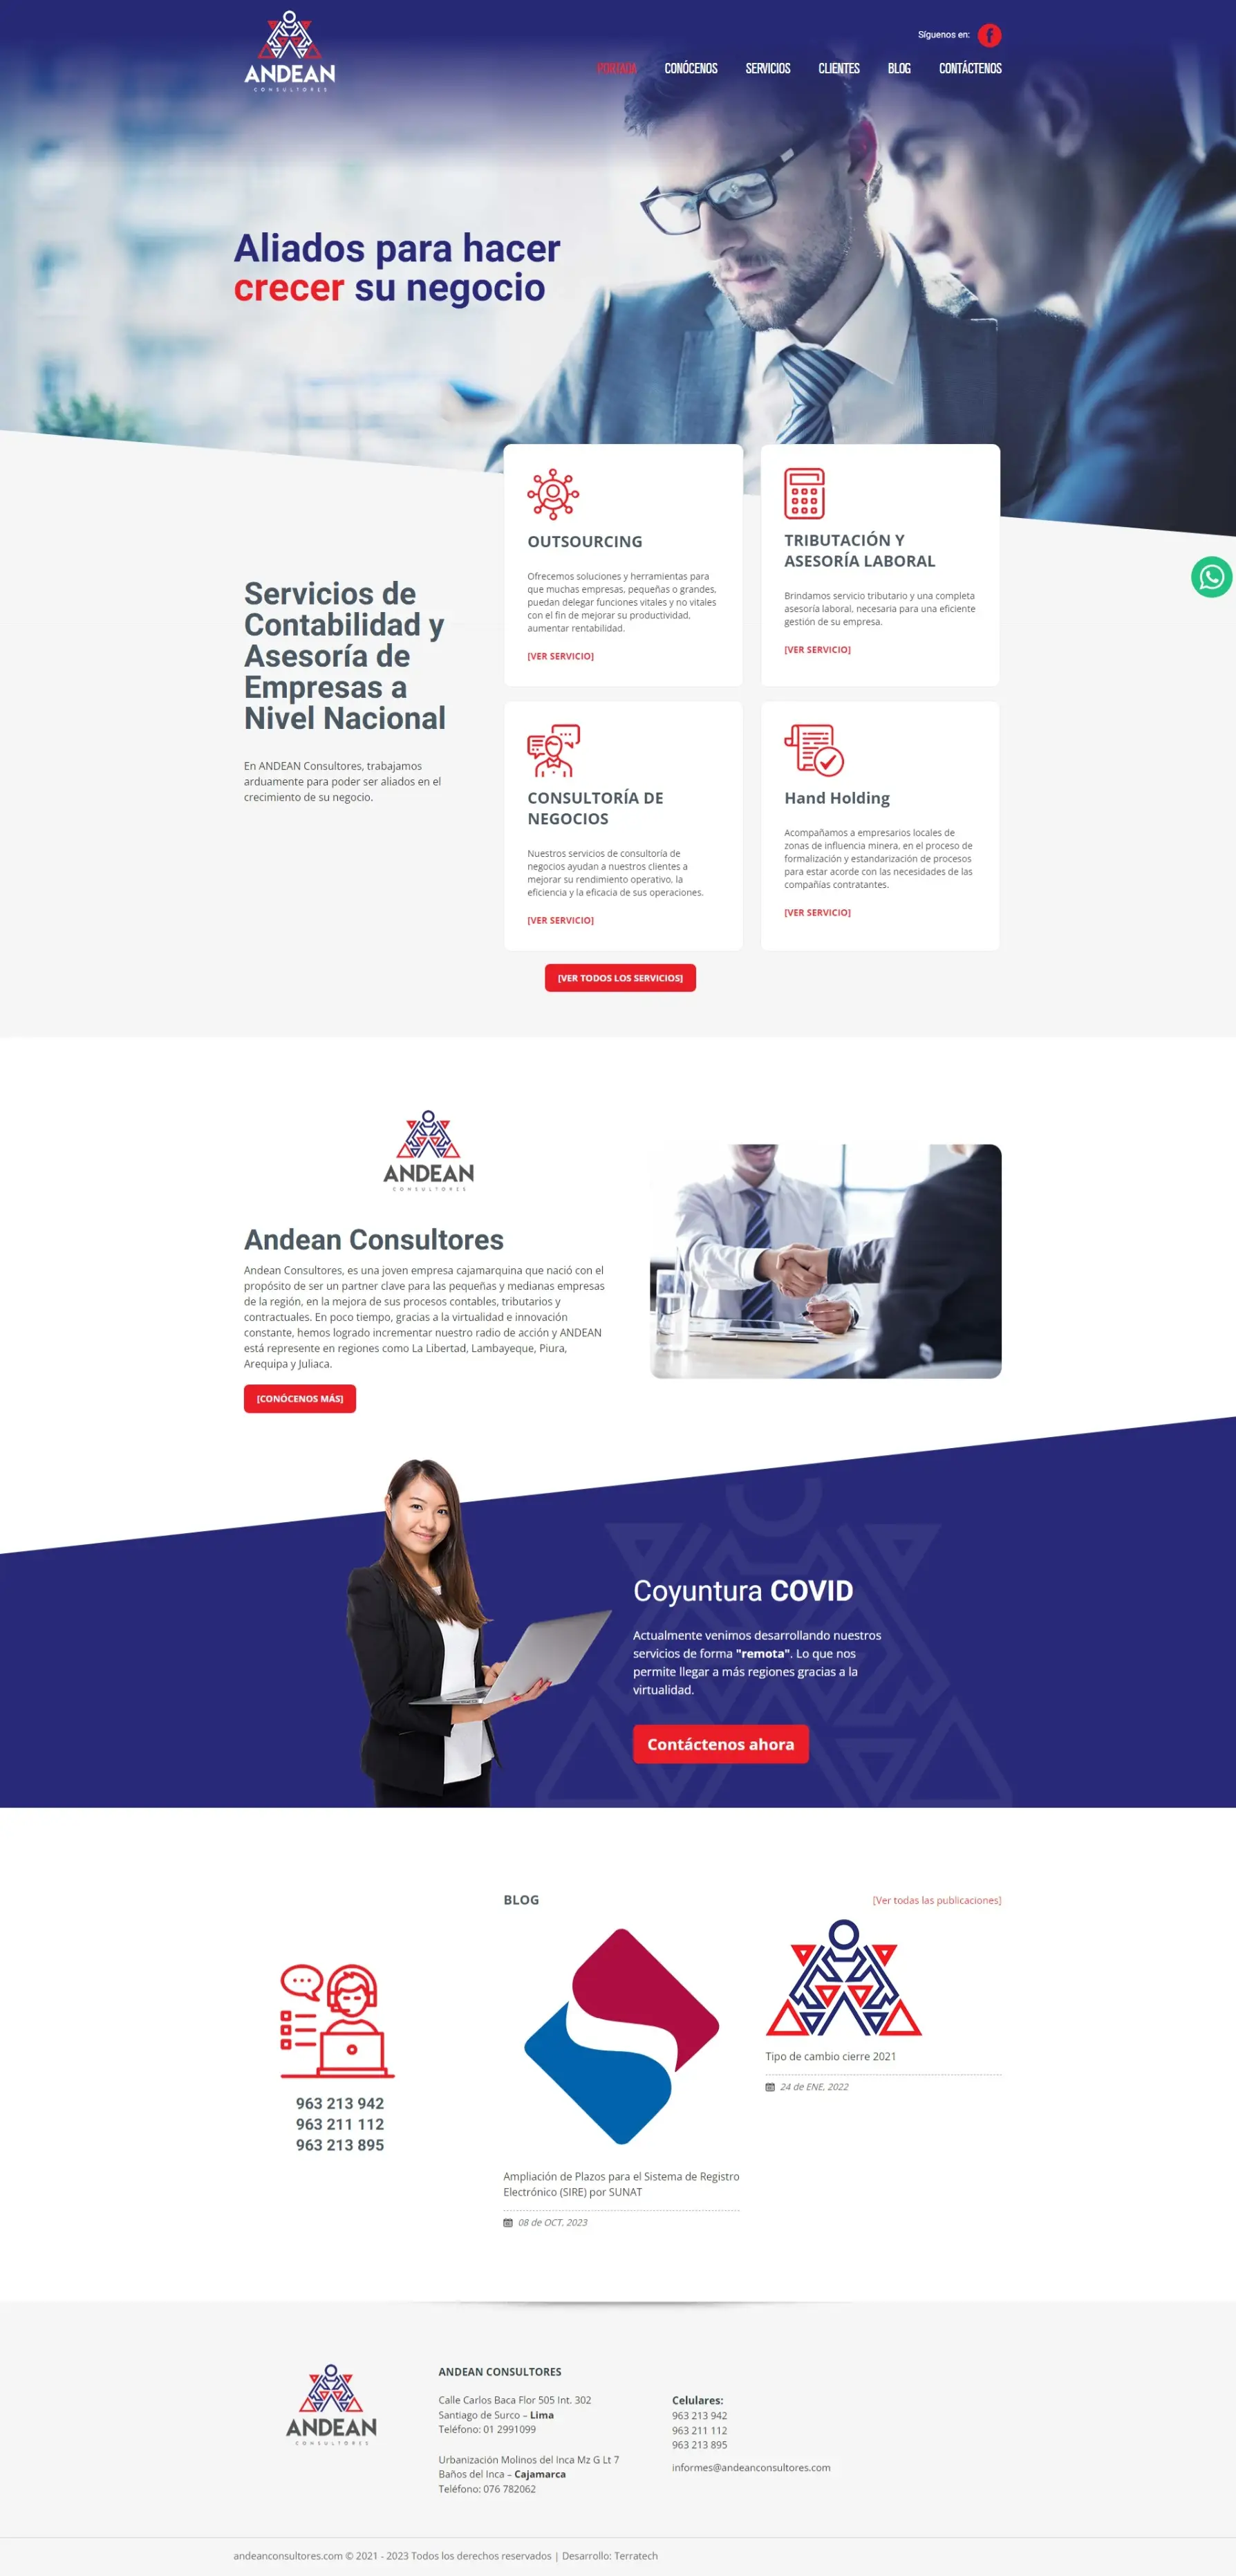 ANDEAN
CONSULTORES
Síguenos en:
PORTADA
CONÓCENOS
SERVICIOS
CLIENTES
BLOG
CONTÁCTENOS
Aliados para hacer
crecer su negocio
Servicios de
Contabilidad y
Asesoría de
Empresas a
Nivel Nacional
En ANDEAN Consultores, trabajamos
arduamente para poder ser aliados en el
crecimiento de su negocio.
OUTSOURCING
Ofrecemos soluciones y herramientas para
que muchas empresas, pequeñas o grandes,
puedan delegar funciones vitales y no vitales
con el fin de mejorar su productividad,
aumentar rentabilidad.
[VER SERVICIO]
TRIBUTACIÓN Y
ASESORÍA LABORAL
Brindamos servicio tributario y una completa
asesoría laboral, necesaria para una eficiente
gestión de su empresa.
[VER SERVICIO]
CONSULTORÍA DE
NEGOCIOS
Nuestros servicios de consultoría de
negocios ayudan a nuestros clientes a
mejorar su rendimiento operativo, la
eficiencia y la eficacia de sus operaciones.
[VER SERVICIO]
Hand Holding
Acompañamos a empresarios locales de
zonas de influencia minera, en el proceso de
formalización y estandarización de procesos
para estar acorde con las necesidades de las
compañías contratantes.
[VER SERVICIO]
[VER TODOS LOS SERVICIOS]
ANDEAN
CONSULTORES
Andean Consultores
Andean Consultores, es una joven empresa cajamarquina que nació con el
propósito de ser un partner clave para las pequeñas y medianas empresas
de la región, en la mejora de sus procesos contables, tributarios y
contractuales. En poco tiempo, gracias a la virtualidad e innovación
constante, hemos logrado incrementar nuestro radio de acción y ANDEAN
está represente en regiones como La Libertad, Lambayeque, Piura,
Arequipa y Juliaca.
[CONÓCENOS MÁS]
Coyuntura COVID
Actualmente venimos desarrollando nuestros
servicios de forma "remota". Lo que nos
permite llegar a más regiones gracias a la
virtualidad.
Contáctenos ahora
963 213 942
963 211 112
963 213 895
BLOG
[Ver todas las publicaciones]
Ampliación de Plazos para el Sistema de Registro
Electrónico (SIRE) por SUNAT
08 de OCT, 2023
Tipo de cambio cierre 2021
24 de ENE, 2022
ANDEAN
CONSULTORES
ANDEAN CONSULTORES
Calle Carlos Baca Flor 505 Int. 302
Santiago de Surco – Lima
Teléfono: 01 2991099
Urbanización Molinos del Inca Mz G Lt 7
Baños del Inca – Cajamarca
Teléfono: 076 782062
Celulares:
963 213 942
963 211 112
963 213 895
informes@andeanconsultores.com
andeanconsultores.com © 2021 - 2023 Todos los derechos reservados | Desarrollo: Terratech